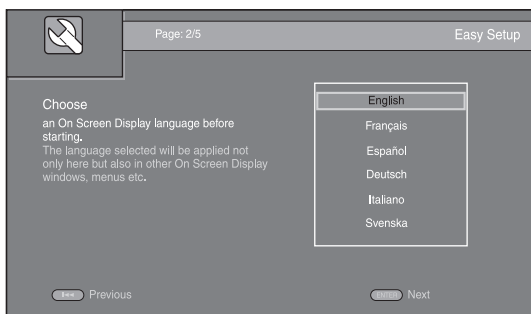 Page: 2/5
Easy Setup
Choose
an On Screen Display language before
starting.
The language selected will be applied not
only here but also in other On Screen Display
windows, menus etc.
English
Français
Español
Deutsch
Italiano
Svenska
Previous
ENTER Next